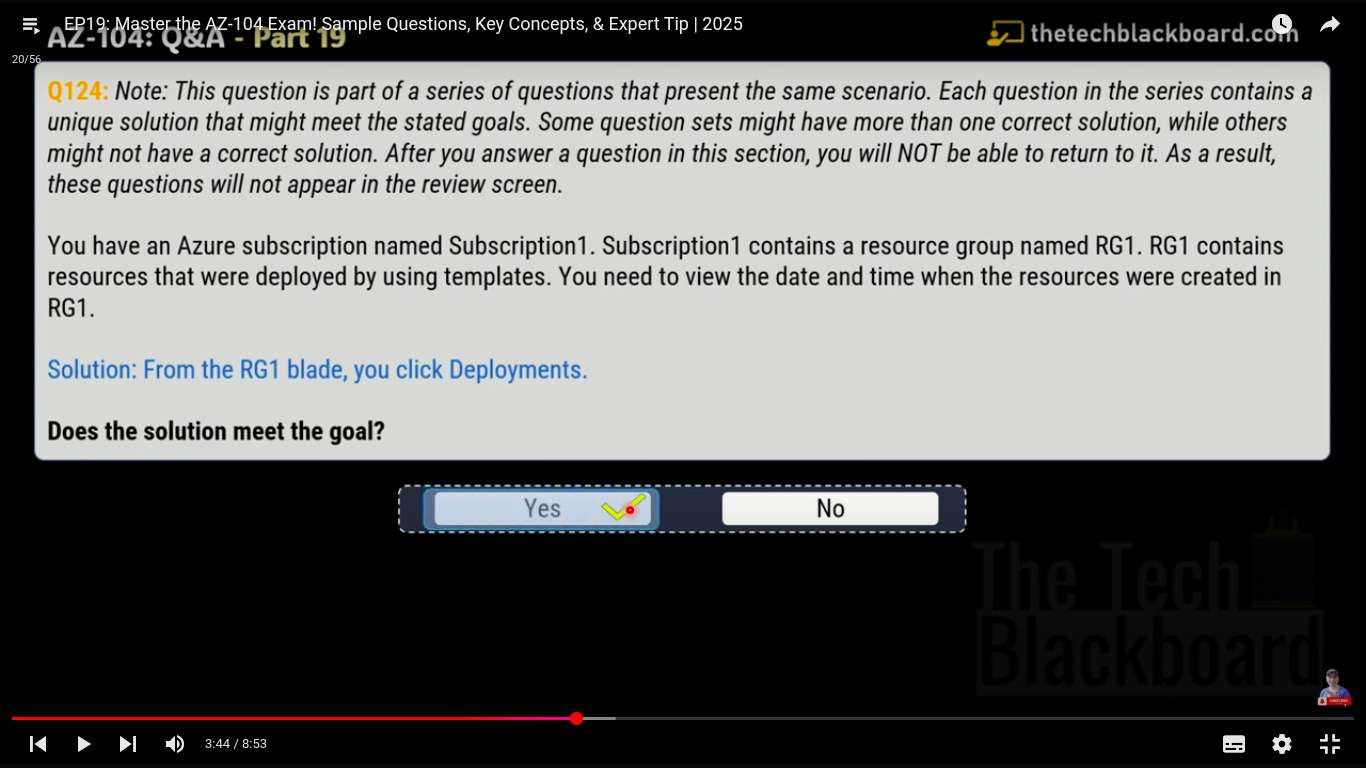 EP19: Master the AZ-104 Exam! Sample Questions, Key Concepts, & Expert Tip | 2025
AZ-104: Q&A - Part 19
thetechblackboard.com
20/56
Q124: Note: This question is part of a series of questions that present the same scenario. Each question in the series contains a
unique solution that might meet the stated goals. Some question sets might have more than one correct solution, while others
might not have a correct solution. After you answer a question in this section, you will NOT be able to return to it. As a result,
these questions will not appear in the review screen.
You have an Azure subscription named Subscription1. Subscription1 contains a resource group named RG1. RG1 contains
resources that were deployed by using templates. You need to view the date and time when the resources were created in
RG1.
Solution: From the RG1 blade, you click Deployments.
Does the solution meet the goal?
Yes No
The Tech
Blackboard
SUBSCRIBE
3:44 / 8:53